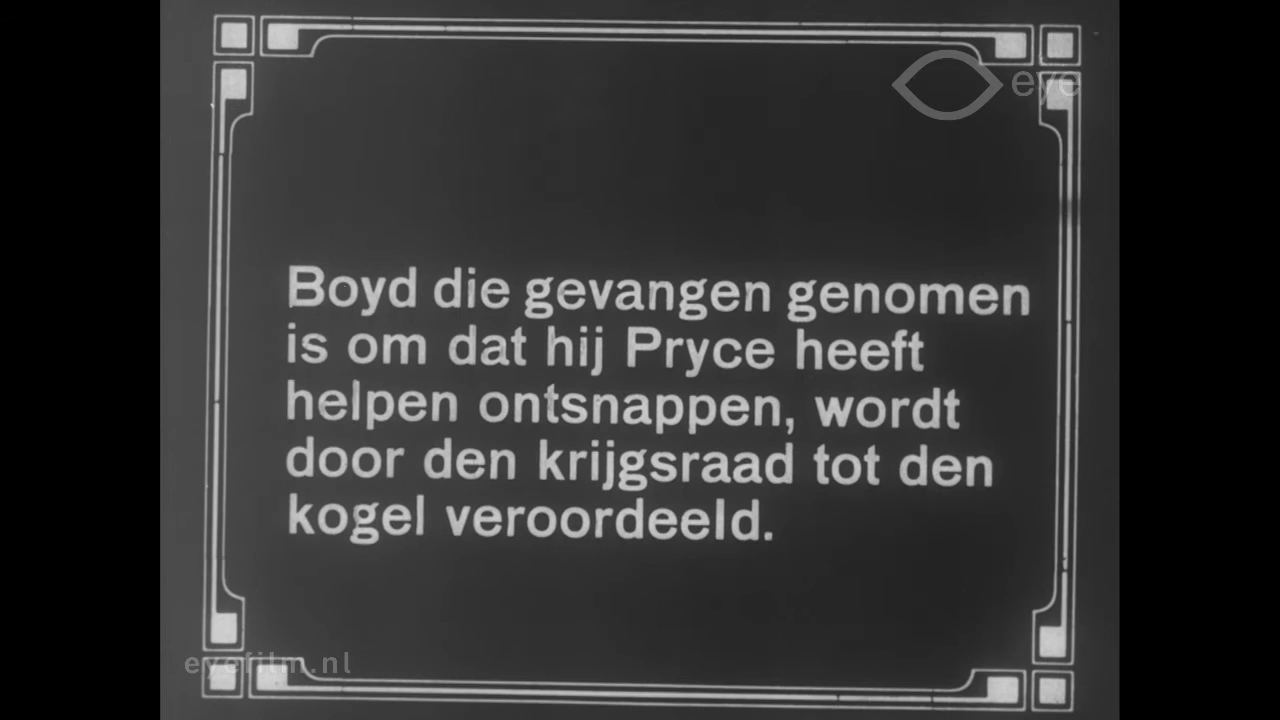 eye
Boyd die gevangen genomen
is om dat hij Pryce heeft
helpen ontsnappen, wordt
door den krijgsraad tot den
kogel veroordeeld.
eyefilm.nl